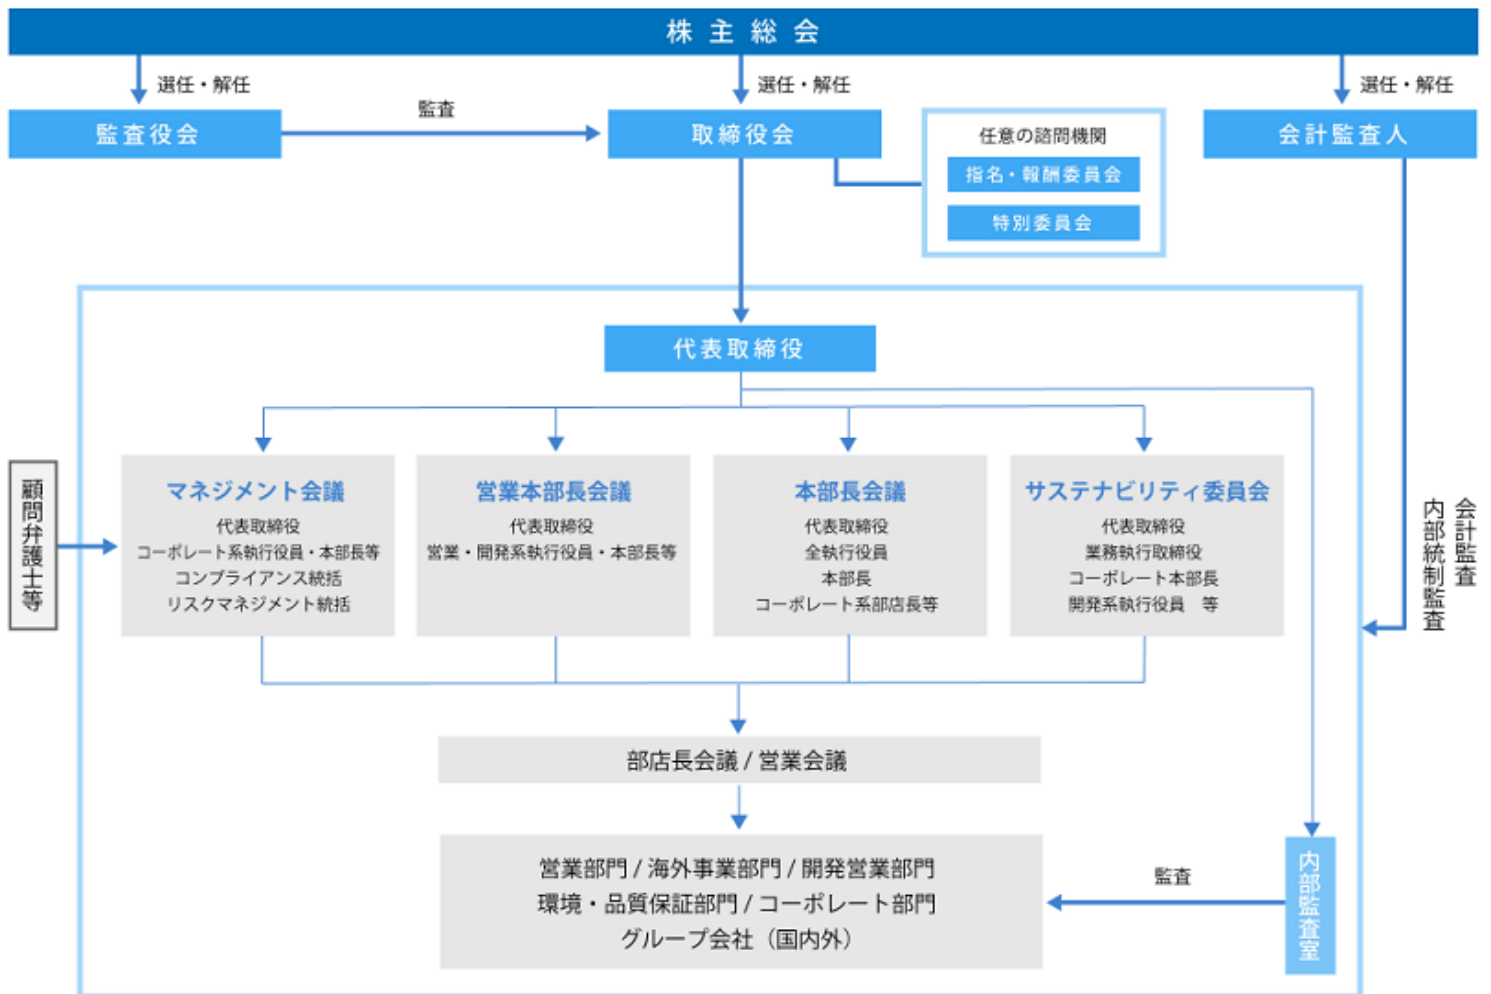 株主総会
選任・解任
選任・解任
選任・解任
監査役会
監査
取締役会
任意の諮問機関
指名・報酬委員会
特別委員会
会計監査人
代表取締役
顧問弁護士等
マネジメント会議
代表取締役
コーポレート系執行役員・本部長等
コンプライアンス統括
リスクマネジメント統括
営業本部長会議
代表取締役
営業・開発系執行役員・本部長等
本部長会議
代表取締役
全執行役員
本部長
コーポレート系部店長等
サステナビリティ委員会
代表取締役
業務執行取締役
コーポレート本部長
開発系執行役員　等
会計監査
内部統制監査
部店長会議 / 営業会議
営業部門 / 海外事業部門 / 開発営業部門
環境・品質保証部門 / コーポレート部門
グループ会社（国内外）
監査
内部監査室